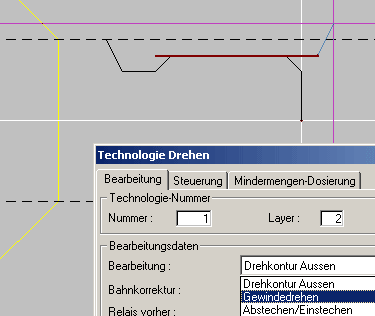 Technologie Drehen
Bearbeitung Steuerung Mindermengen-Dosierung
Technologie-Nummer
Nummer : 1 Layer : 2
Bearbeitungsdaten
Bearbeitung : Drehkontur Aussen
Drehkontur Aussen
Bahnkorrektur : Gewindedrehen
Relais vorher : Abstechen/Einstechen